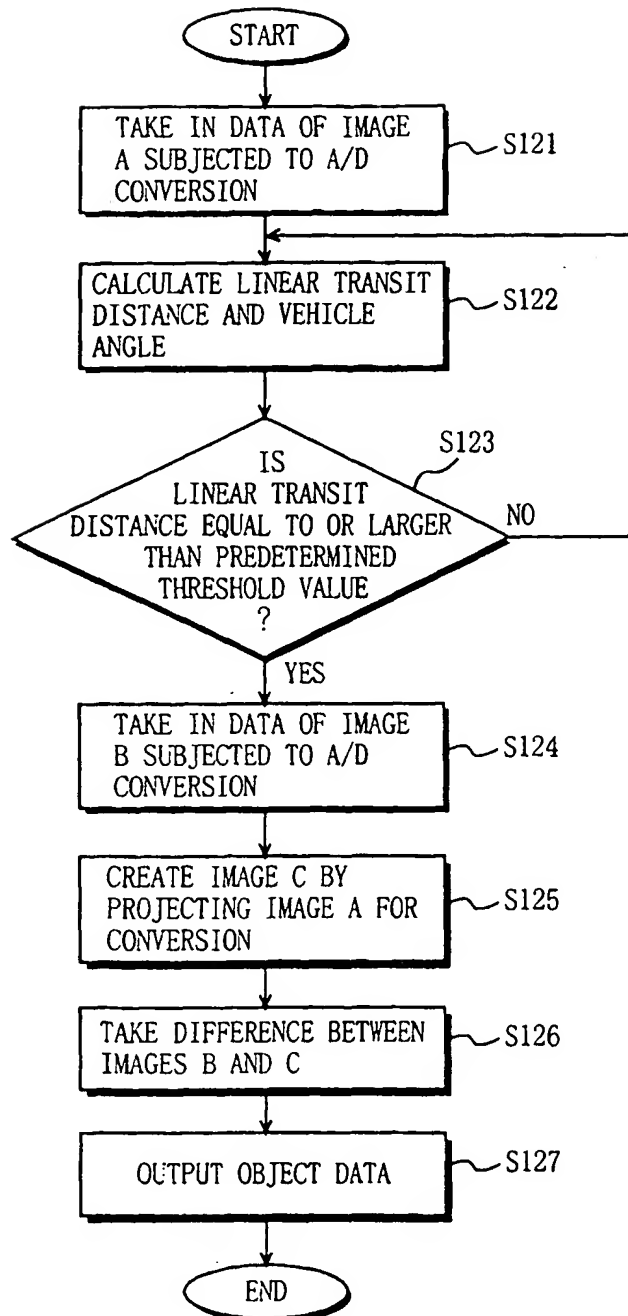 START
TAKE IN DATA OF IMAGE
A SUBJECTED TO A/D
CONVERSION
S121
CALCULATE LINEAR TRANSIT
DISTANCE AND VEHICLE
ANGLE
S122
S123
IS
LINEAR TRANSIT
DISTANCE EQUAL TO OR LARGER
THAN PREDETERMINED
THRESHOLD VALUE
?
NO
YES
TAKE IN DATA OF IMAGE
B SUBJECTED TO A/D
CONVERSION
S124
CREATE IMAGE C BY
PROJECTING IMAGE A FOR
CONVERSION
S125
TAKE DIFFERENCE BETWEEN
IMAGES B AND C
S126
OUTPUT OBJECT DATA
S127
END